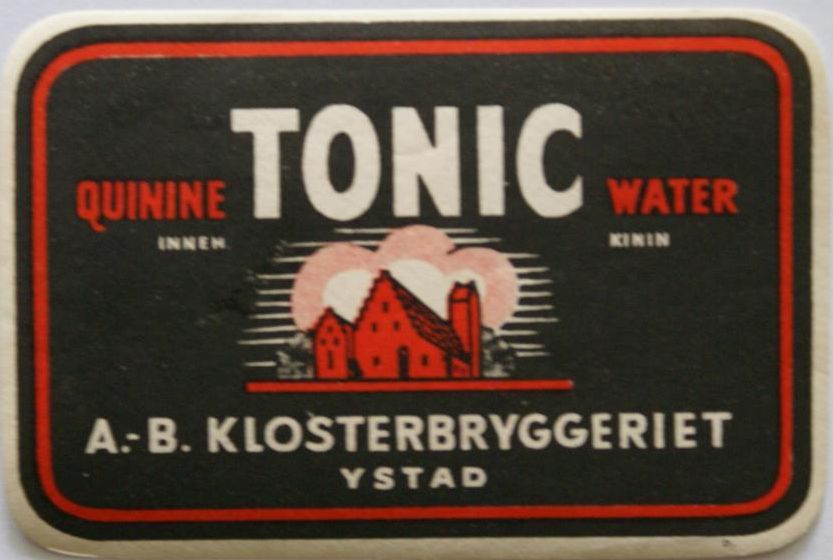 QUININE TONIC WATER
INNEH. KININ
A.-B. KLOSTERBRYGGERIET
YSTAD